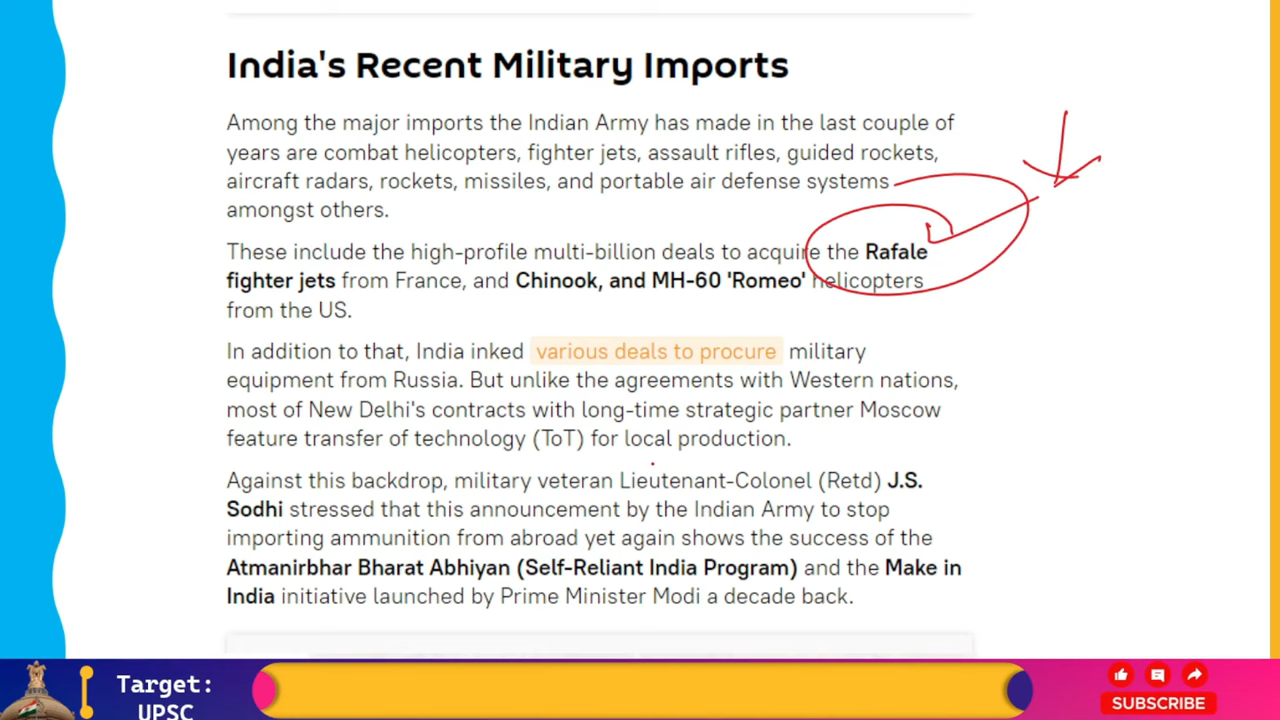 India's Recent Military Imports
Among the major imports the Indian Army has made in the last couple of
years are combat helicopters, fighter jets, assault rifles, guided rockets,
aircraft radars, rockets, missiles, and portable air defense systems
amongst others.
These include the high-profile multi-billion deals to acquire the Rafale
fighter jets from France, and Chinook, and MH-60 'Romeo' helicopters
from the US.
In addition to that, India inked various deals to procure military
equipment from Russia. But unlike the agreements with Western nations,
most of New Delhi's contracts with long-time strategic partner Moscow
feature transfer of technology (ToT) for local production.
Against this backdrop, military veteran Lieutenant-Colonel (Retd) J.S.
Sodhi stressed that this announcement by the Indian Army to stop
importing ammunition from abroad yet again shows the success of the
Atmanirbhar Bharat Abhiyan (Self-Reliant India Program) and the Make in
India initiative launched by Prime Minister Modi a decade back.
Target:
UPSC
SUBSCRIBE